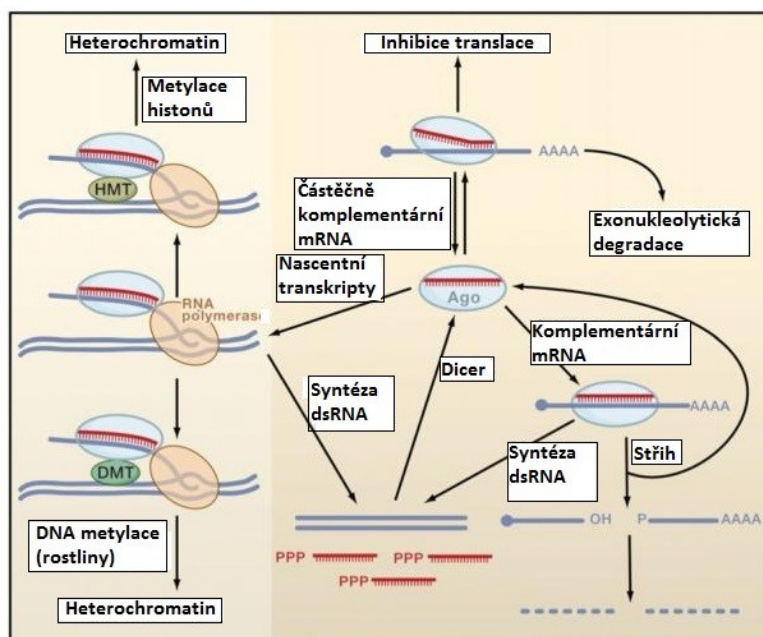 Heterochromatin
Metylace
histonů
HMT
RNA
polymerase
DMT
DNA metylace
(rostliny)
Heterochromatin
Inhibice translace
AAAA
Částěčně
komplementární
mRNA
Exonukleolytická
degradace
Nascentní
transkripty
Ago
Komplementární
mRNA
Dicer
Syntéza
dsRNA
AAAA
Syntéza
dsRNA
Střih
OH P AAAA
PPP PPP
PPP